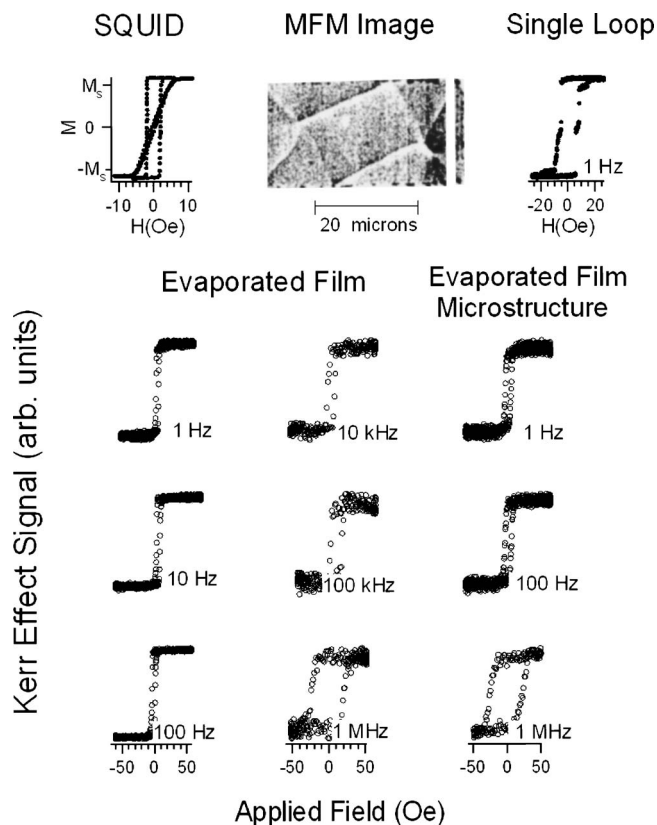 SQUID
MFM Image
Single Loop
M
Mₛ
0
-Mₛ
-10 0 10
H(Oe)
20 microns
1 Hz
-20 0 20
H(Oe)
Evaporated Film
Evaporated Film
Microstructure
Kerr Effect Signal (arb. units)
1 Hz
10 kHz
1 Hz
10 Hz
100 kHz
100 Hz
100 Hz
1 MHz
1 MHz
-50 0 50
-50 0 50
-50 0 50
Applied Field (Oe)